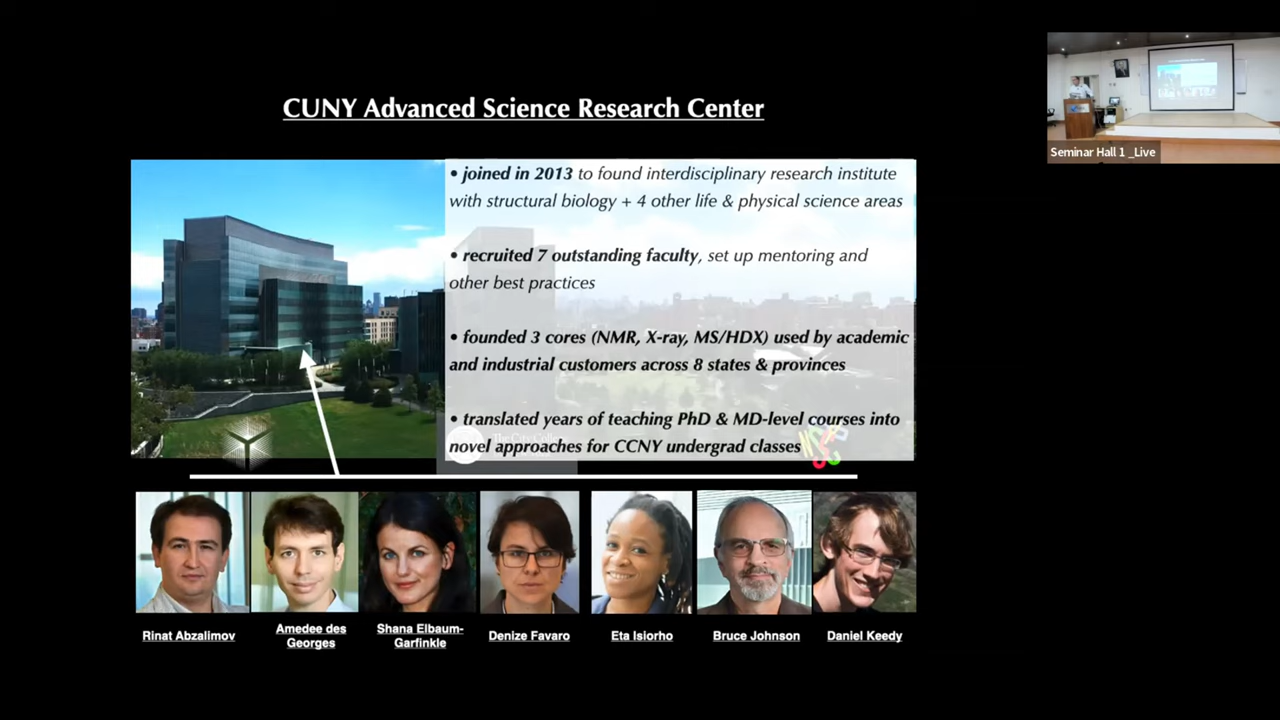 CUNY Advanced Science Research Center
Seminar Hall 1 _Live
• joined in 2013 to found interdisciplinary research institute
with structural biology + 4 other life & physical science areas
• recruited 7 outstanding faculty, set up mentoring and
other best practices
• founded 3 cores (NMR, X-ray, MS/HDX) used by academic
and industrial customers across 8 states & provinces
• translated years of teaching PhD & MD-level courses into
novel approaches for CCNY undergrad classes
Rinat Abzalimov
Amedee des
Georges
Shana Elbaum-
Garfinkle
Denize Favaro
Eta Isiorho
Bruce Johnson
Daniel Keedy